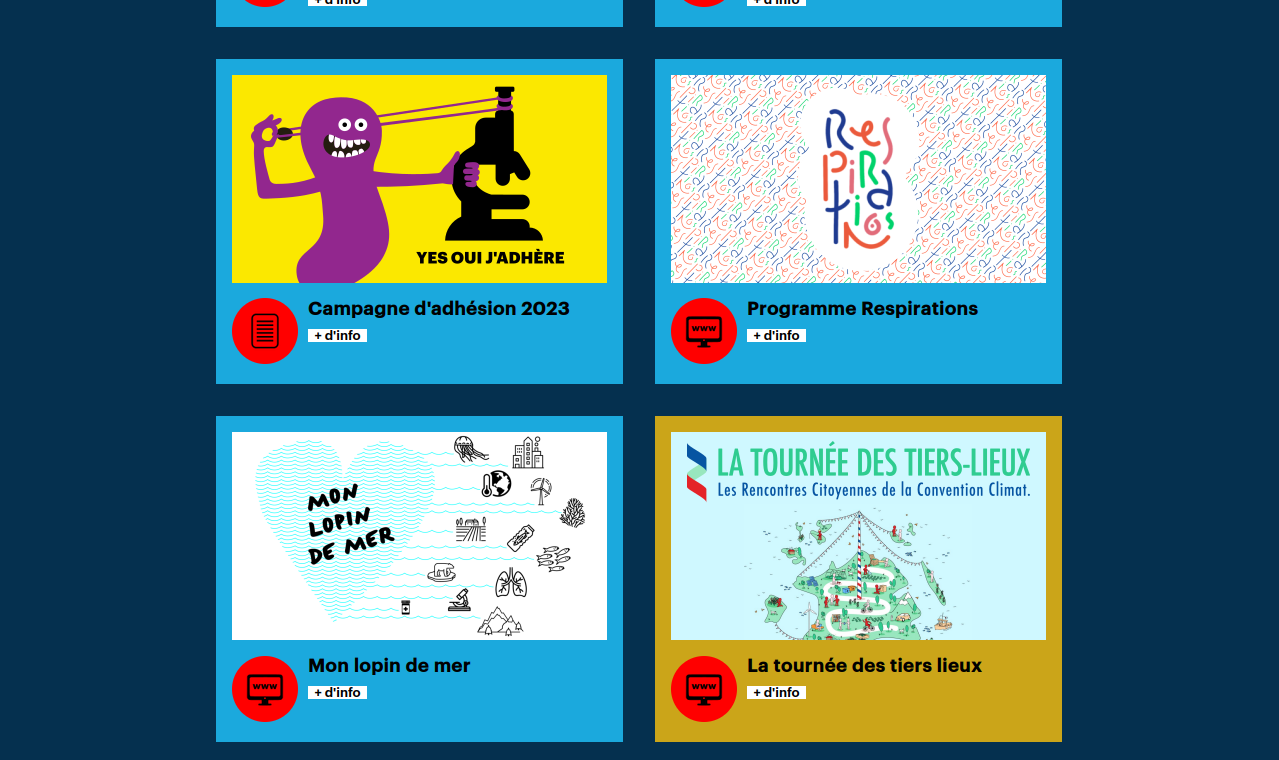 + d'info
+ d'info
YES OUI J'ADHÈRE
Campagne d'adhésion 2023
+ d'info
ResPiRatioNs
www
Programme Respirations
+ d'info
MON
LOPIN
DE MER
www
Mon lopin de mer
+ d'info
LA TOURNÉE DES TIERS-LIEUX
Les Rencontres Citoyennes de la Convention Climat.
www
La tournée des tiers lieux
+ d'info